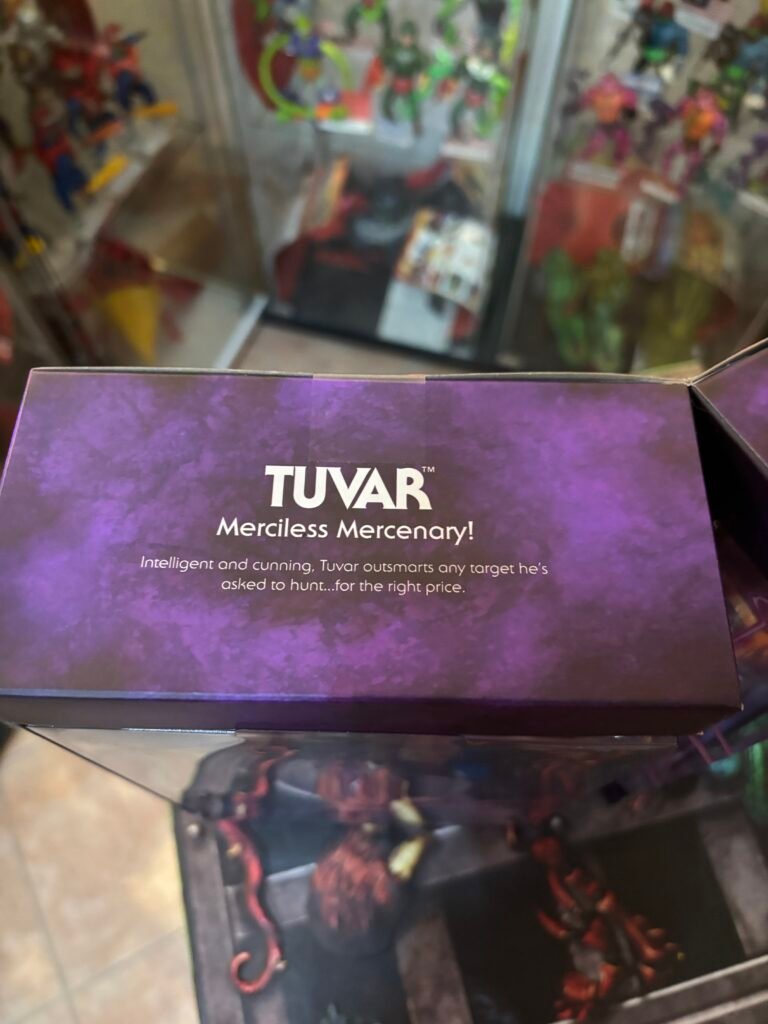 TUVAR™
Merciless Mercenary!
Intelligent and cunning, Tuvar outsmarts any target he's
asked to hunt...for the right price.